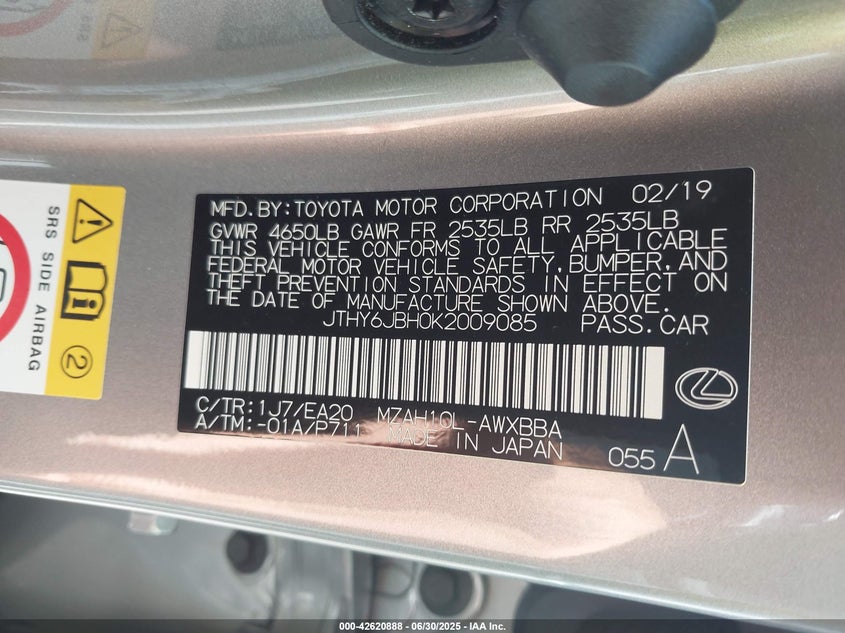 MFD.BY:TOYOTA MOTOR CORPORATION 02/19
GVWR 4650LB GAWR FR 2535LB RR 2535LB
THIS VEHICLE CONFORMS TO ALL APPLICABLE
FEDERAL MOTOR VEHICLE SAFETY,BUMPER,AND
THEFT PREVENTION STANDARDS IN EFFECT ON
THE DATE OF MANUFACTURE SHOWN ABOVE.
JTHY6JBH0K2009085 PASS.CAR
C/TR:1J7/EA20 MZAH10L-AWXBBA
A/TM:-01A/P711 MADE IN JAPAN
055 A
SRS SIDE AIRBAG
2
000-42620888 - 06/30/2025 - IAA Inc.